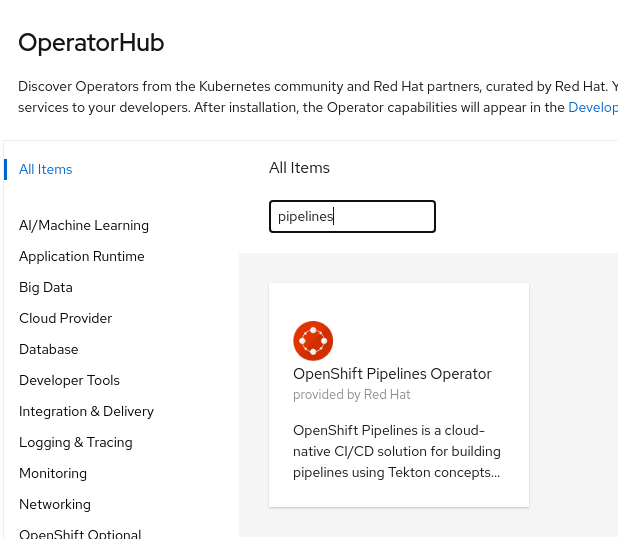 OperatorHub
Discover Operators from the Kubernetes community and Red Hat partners, curated by Red Hat.
services to your developers. After installation, the Operator capabilities will appear in the Develop
All Items
AI/Machine Learning
Application Runtime
Big Data
Cloud Provider
Database
Developer Tools
Integration & Delivery
Logging & Tracing
Monitoring
Networking
OpenShift Optional
All Items
pipelines
OpenShift Pipelines Operator
provided by Red Hat
OpenShift Pipelines is a cloud-
native CI/CD solution for building
pipelines using Tekton concepts...